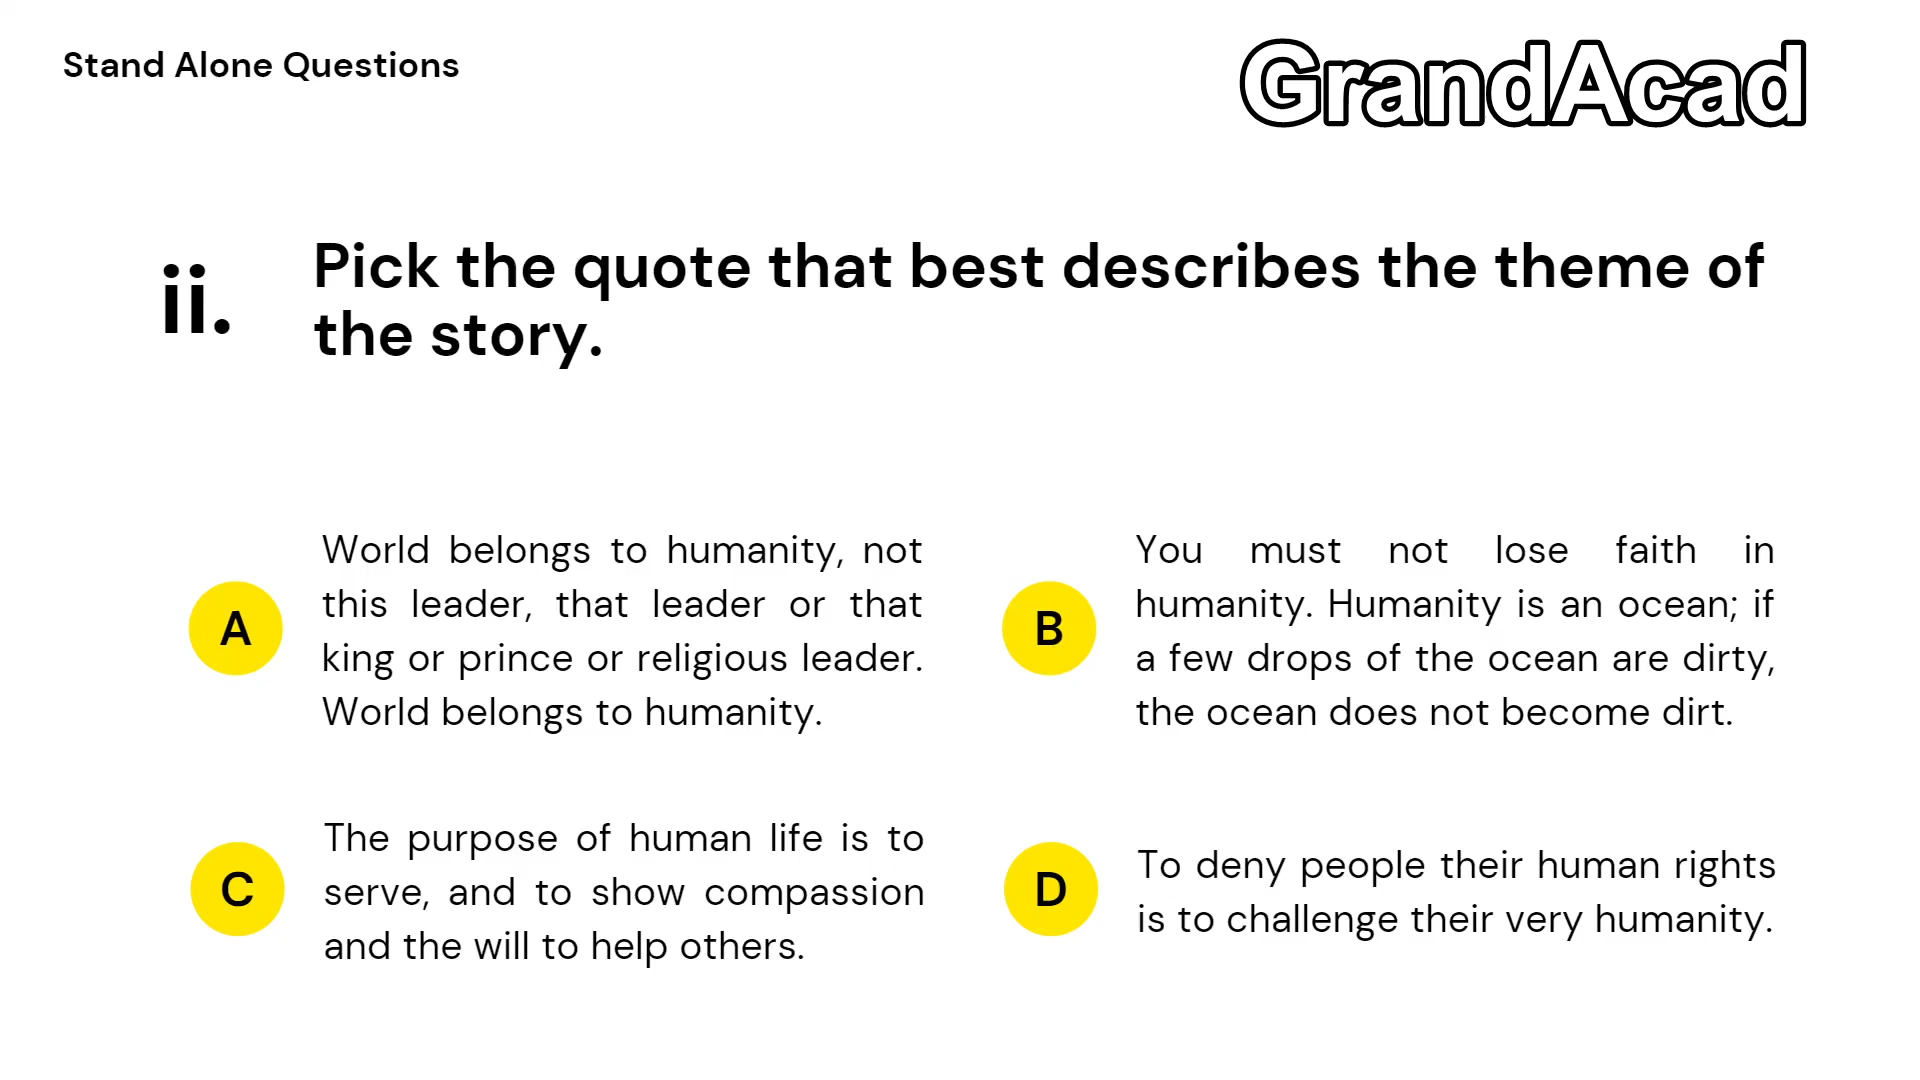 Stand Alone Questions
GrandAcad
ii.
Pick the quote that best describes the theme of
the story.
A
World belongs to humanity, not
this leader, that leader or that
king or prince or religious leader.
World belongs to humanity.
B
You must not lose faith in
humanity. Humanity is an ocean; if
a few drops of the ocean are dirty,
the ocean does not become dirt.
C
The purpose of human life is to
serve, and to show compassion
and the will to help others.
D
To deny people their human rights
is to challenge their very humanity.